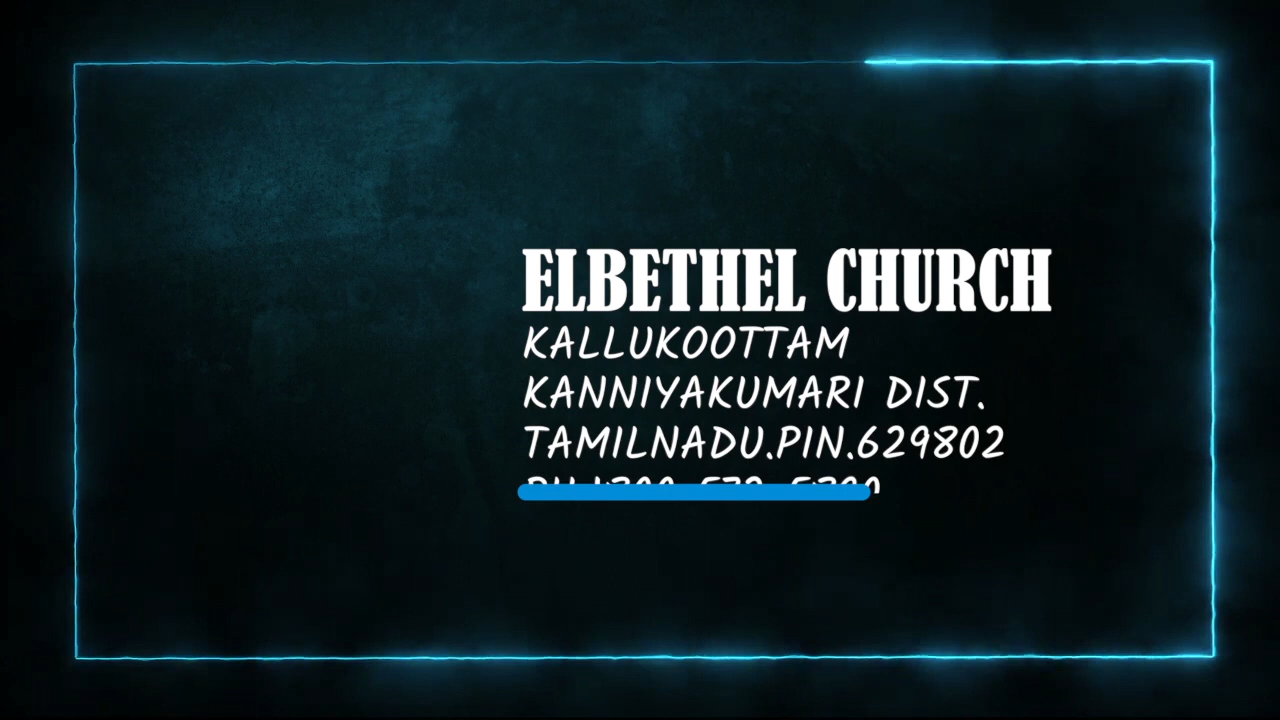 ELBETHEL CHURCH
KALLUKOOTTAM
KANNIYAKUMARI DIST.
TAMILNADU.PIN.629802